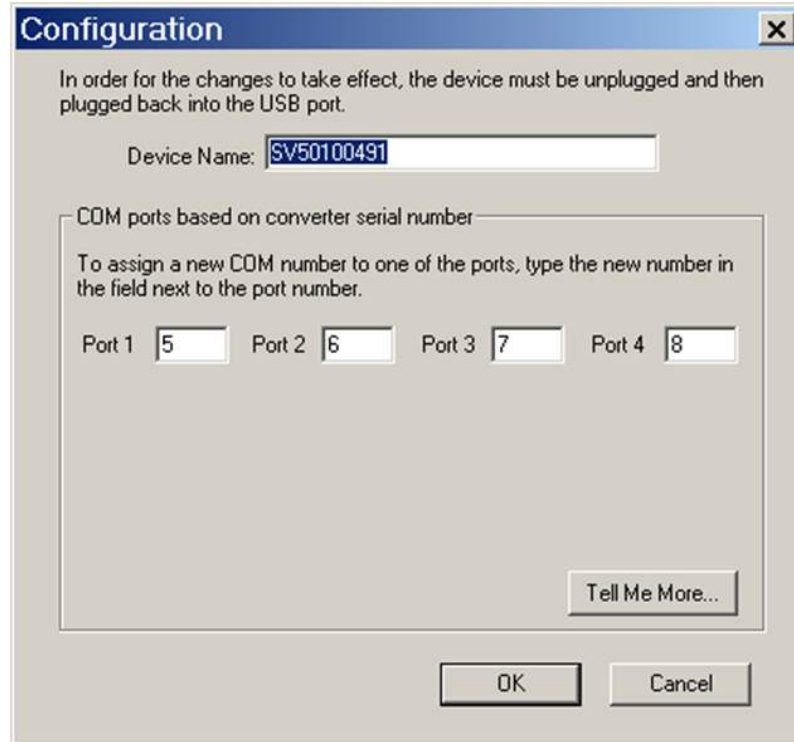 Configuration
In order for the changes to take effect, the device must be unplugged and then
plugged back into the USB port.
Device Name: SV50100491
COM ports based on converter serial number
To assign a new COM number to one of the ports, type the new number in
the field next to the port number.
Port 1 5 Port 2 6 Port 3 7 Port 4 8
Tell Me More...
OK Cancel